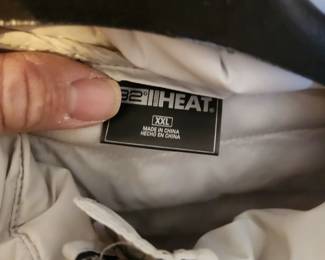 32°HEAT.
XXL
MADE IN CHINA
HECHO EN CHINA